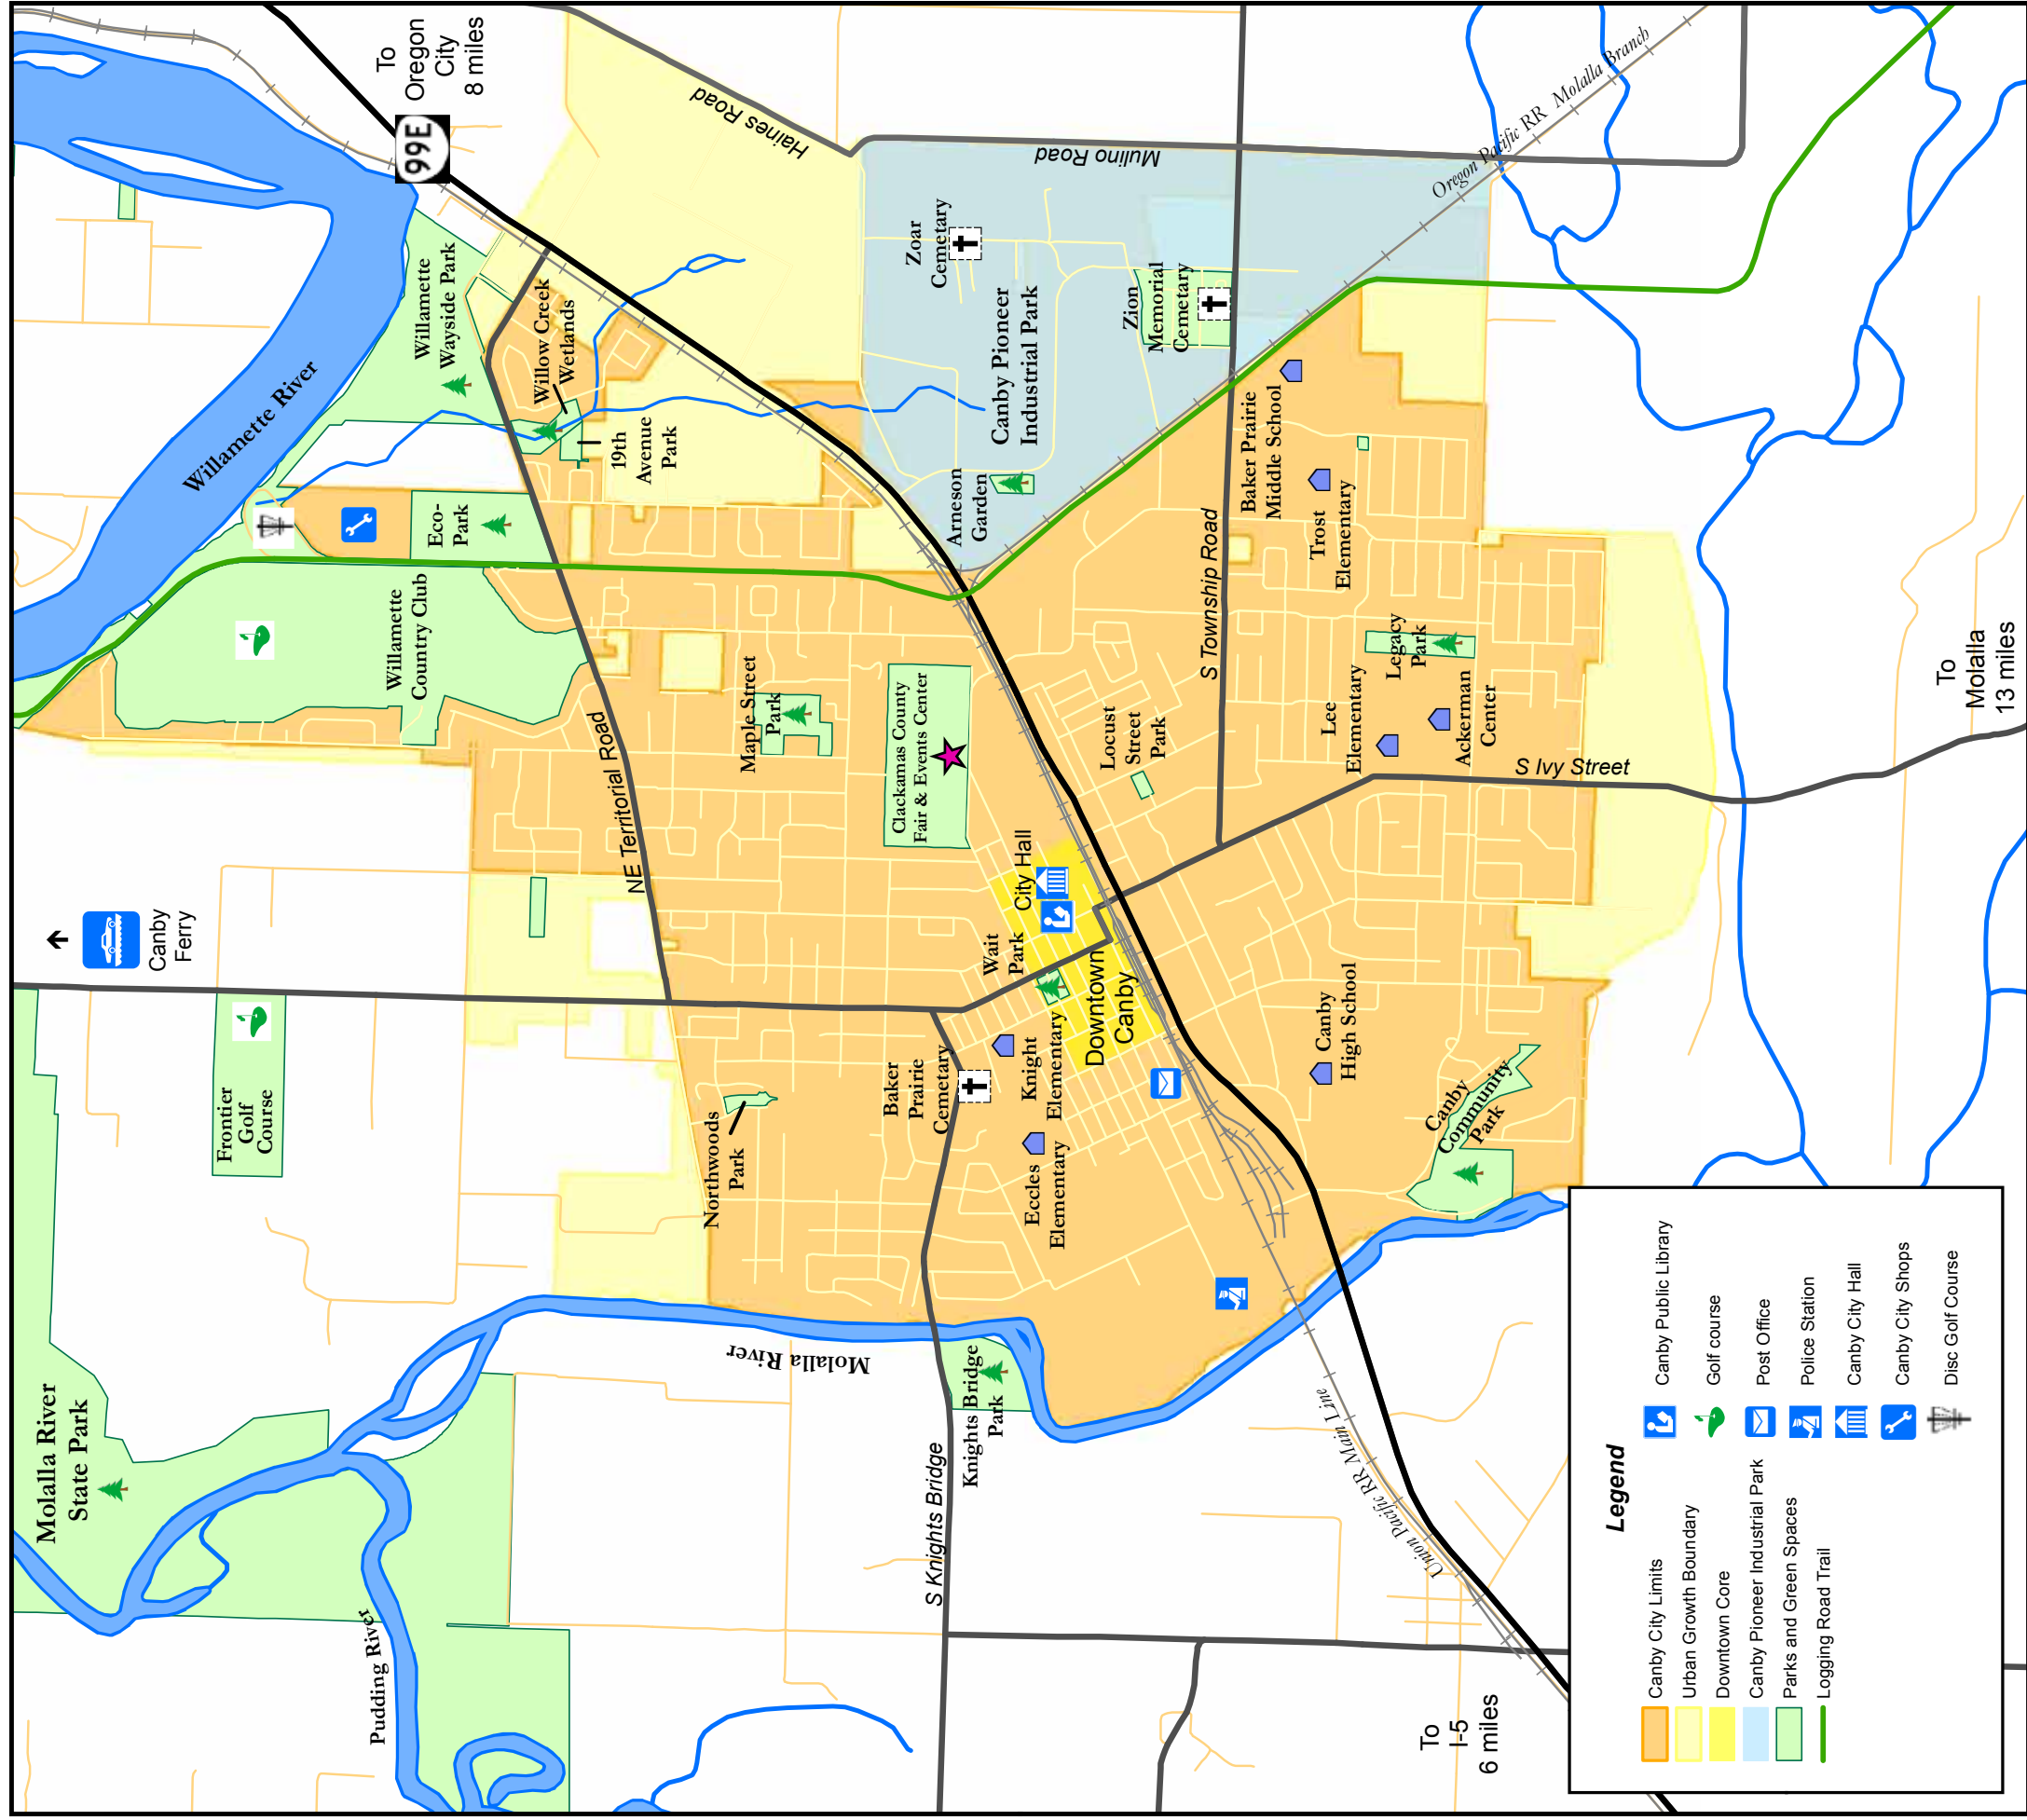 Molalla River
State Park
Pudding River
Frontier
Golf
Course
Canby
Ferry
Willamette River
Willamette
Country Club
Eco-
Park
Willamette
Wayside Park
Willow Creek
Wetlands
19th
Avenue
Park
99E
To
Oregon
City
8 miles
Haines Road
Mulino Road
Zoar
Cemetary
Canby Pioneer
Industrial Park
Zion
Memorial
Cemetary
Arneson
Garden
Oregon Pacific RR Molalla Branch
NE Territorial Road
Maple Street
Park
Clackamas County
Fair & Events Center
Northwoods
Park
Baker
Prairie
Cemetary
Wait
Park
City Hall
Downtown
Canby
Knight
Elementary
Eccles
Elementary
Molalla River
Knights Bridge
Park
S Knights Bridge
Locust
Street
Park
S Township Road
Baker Prairie
Middle School
Trost
Elementary
Legacy
Park
Lee
Elementary
Ackerman
Center
S Ivy Street
Canby
High School
Canby
Community
Park
Union Pacific RR Main Line
To
Molalla
13 miles
To
I-5
6 miles
Legend
Canby City Limits
Urban Growth Boundary
Downtown Core
Canby Pioneer Industrial Park
Parks and Green Spaces
Logging Road Trail
Canby Public Library
Golf course
Post Office
Police Station
Canby City Hall
Canby City Shops
Disc Golf Course